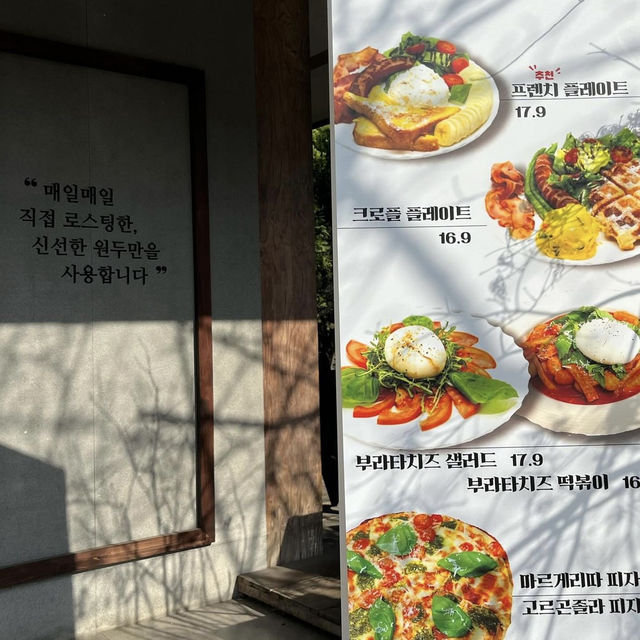 ❝ 매일매일
직접 로스팅한,
신선한 원두만을
사용합니다 ❞
추천
프렌치 플레이트
17.9
크로플 플레이트
16.9
부라타치즈 샐러드 17.9
부라타치즈 떡볶이 16
마르게리따 피자
고르곤졸라 피자